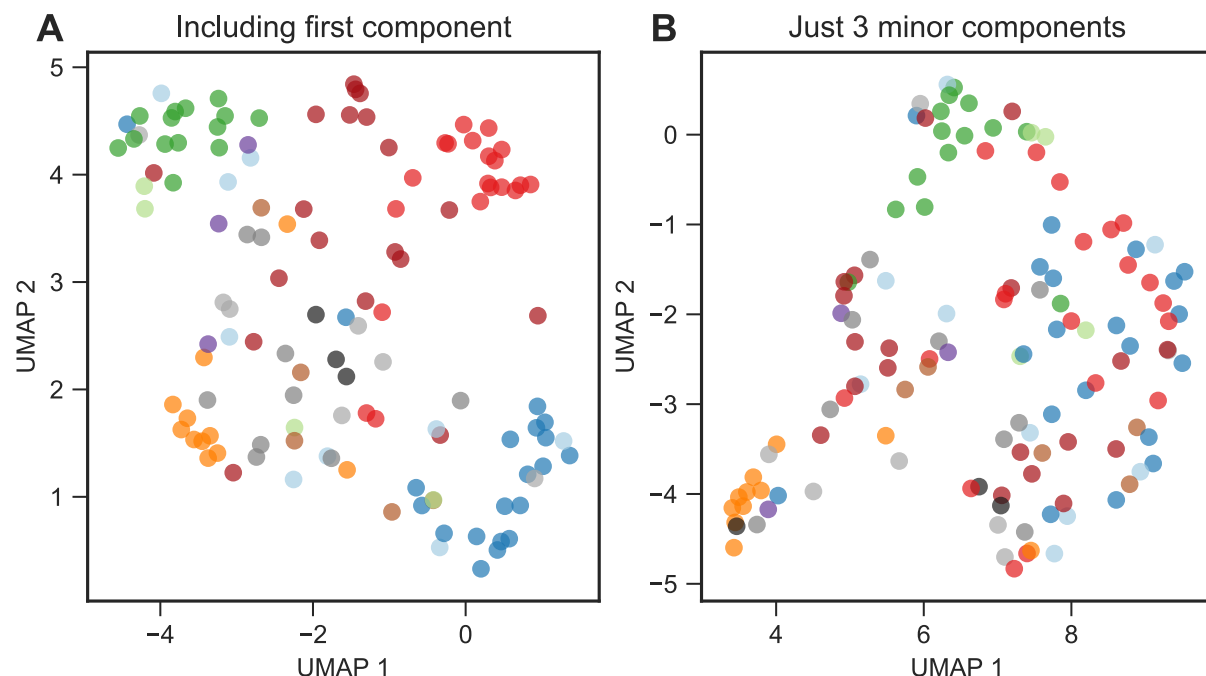 A Including first component
5
4
3
2
1
UMAP 2
−4 −2 0
UMAP 1
B Just 3 minor components
0
−1
−2
−3
−4
−5
UMAP 2
4 6 8
UMAP 1